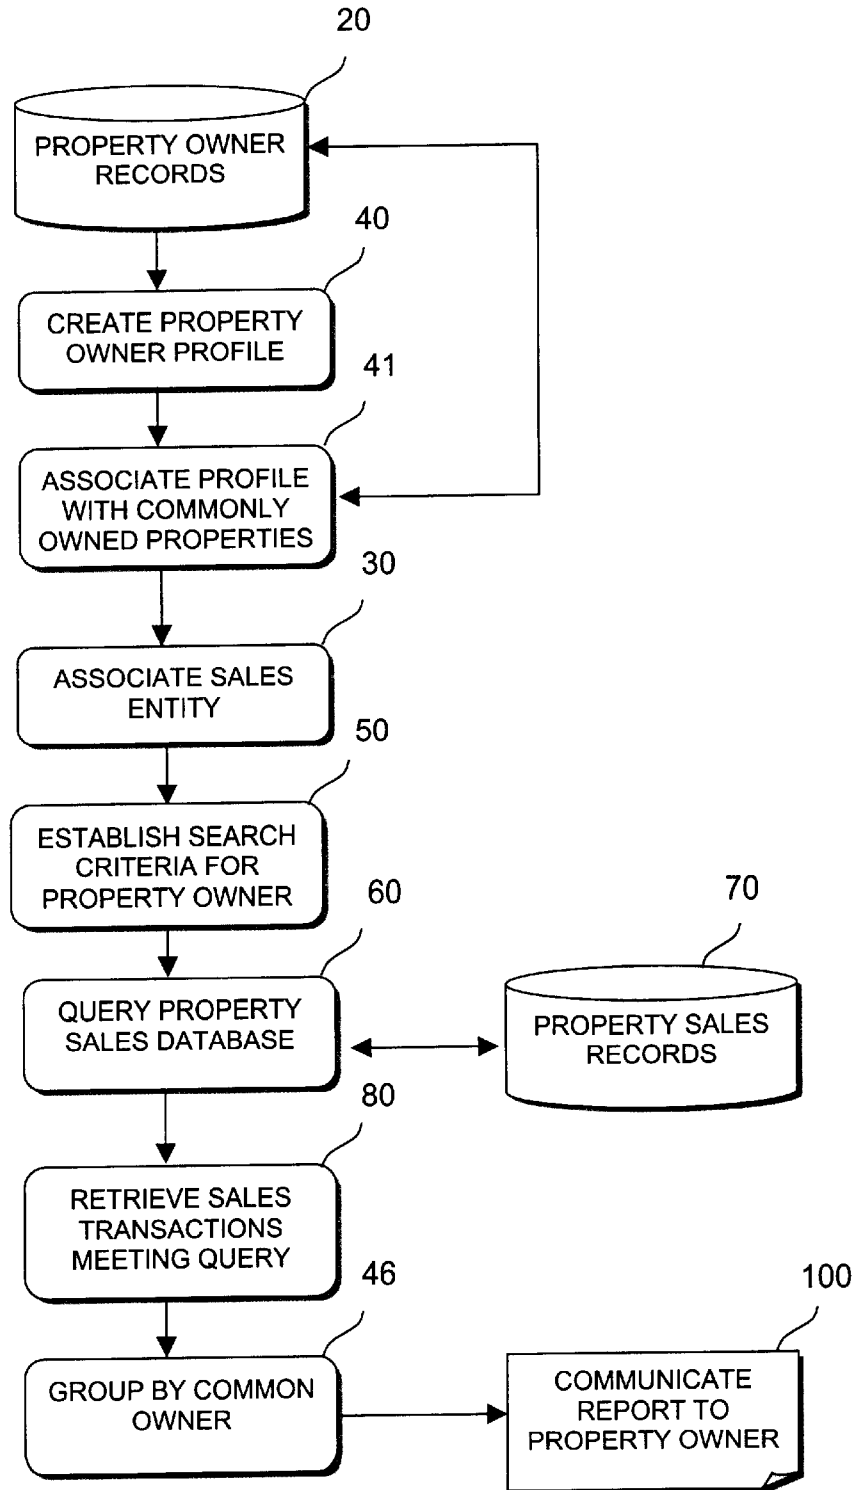 20
PROPERTY OWNER
RECORDS
40
CREATE PROPERTY
OWNER PROFILE
41
ASSOCIATE PROFILE
WITH COMMONLY
OWNED PROPERTIES
30
ASSOCIATE SALES
ENTITY
50
ESTABLISH SEARCH
CRITERIA FOR
PROPERTY OWNER
60
QUERY PROPERTY
SALES DATABASE
70
PROPERTY SALES
RECORDS
80
RETRIEVE SALES
TRANSACTIONS
MEETING QUERY
46
GROUP BY COMMON
OWNER
100
COMMUNICATE
REPORT TO
PROPERTY OWNER